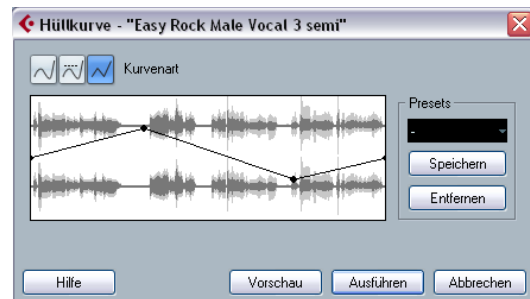 Hüllkurve - "Easy Rock Male Vocal 3 semi"
Kurvenart
Presets
-
Speichern
Entfernen
Hilfe
Vorschau
Ausführen
Abbrechen